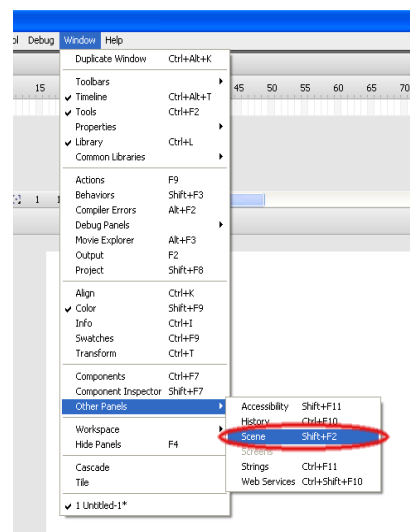 Debug Window Help
Duplicate Window Ctrl+Alt+K
Toolbars
Timeline Ctrl+Alt+T
Tools Ctrl+F2
Properties
Library Ctrl+L
Common Libraries
15 45 50 55 60 65 70
Actions F9
Behaviors Shift+F3
Compiler Errors Alt+F2
Debug Panels
Movie Explorer Alt+F3
Output F2
Project Shift+F8
1
Align Ctrl+K
Color Shift+F9
Info Ctrl+I
Swatches Ctrl+F9
Transform Ctrl+T
Components Ctrl+F7
Component Inspector Shift+F7
Other Panels
Workspace
Hide Panels F4
Cascade
Tile
1 Untitled-1*
Accessibility Shift+F11
History Ctrl+F10
Scene Shift+F2
Screens
Strings Ctrl+F11
Web Services Ctrl+Shift+F10